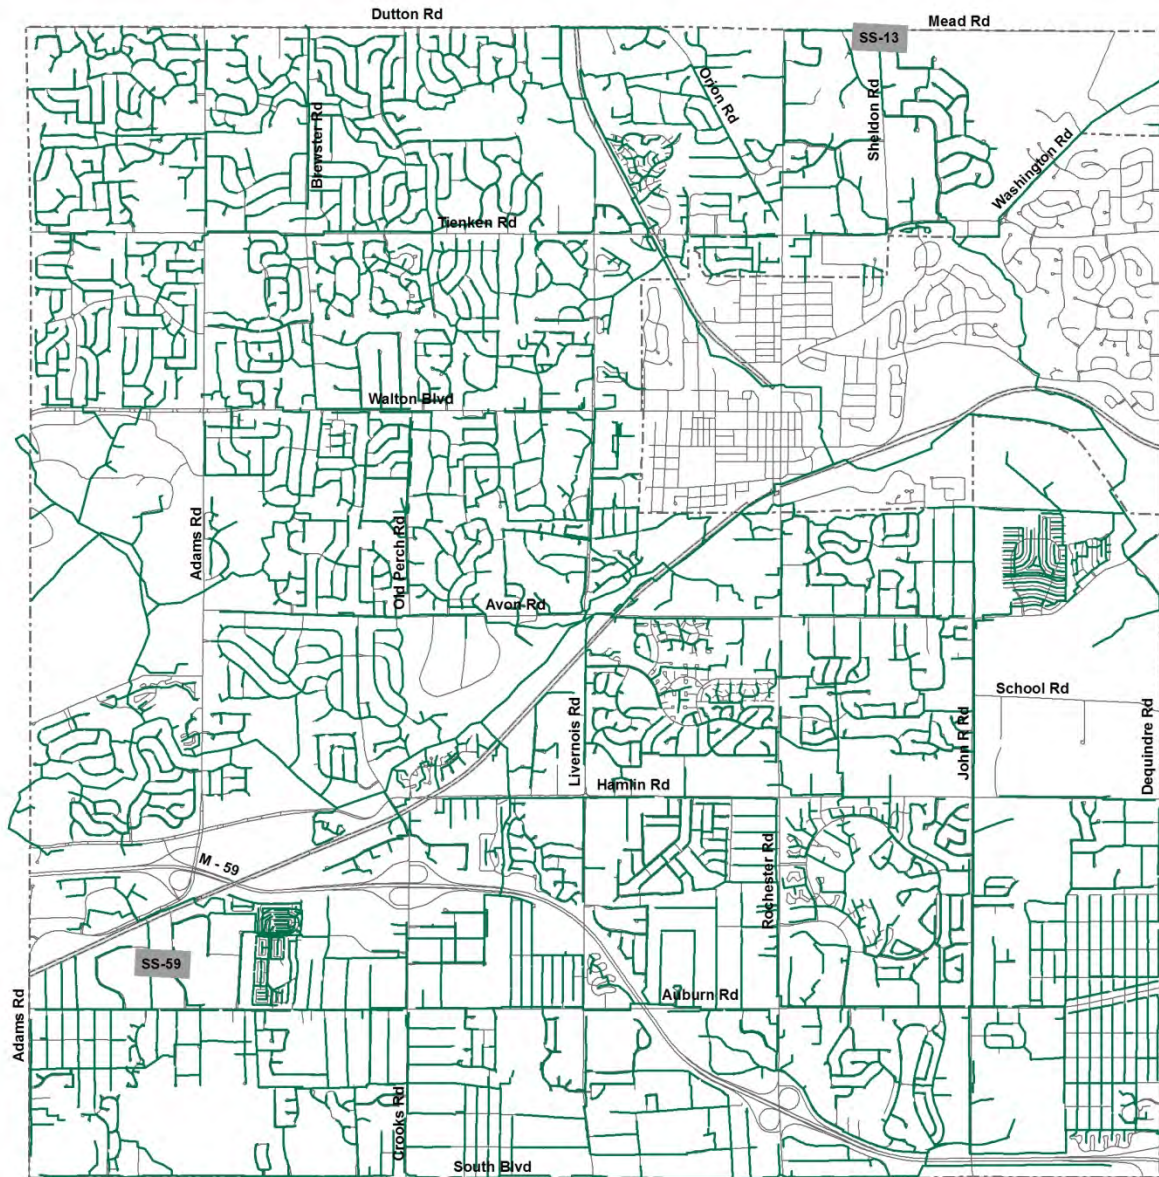 Dutton Rd
Mead Rd
SS-13
Orion Rd
Sheldon Rd
Brewster Rd
Washington Rd
Tienken Rd
Walton Blvd
Adams Rd
Old Perch Rd
Avon Rd
School Rd
Livernois Rd
John R Rd
Dequindre Rd
Hamlin Rd
M - 59
Rochester Rd
SS-59
Auburn Rd
Adams Rd
Crooks Rd
South Blvd